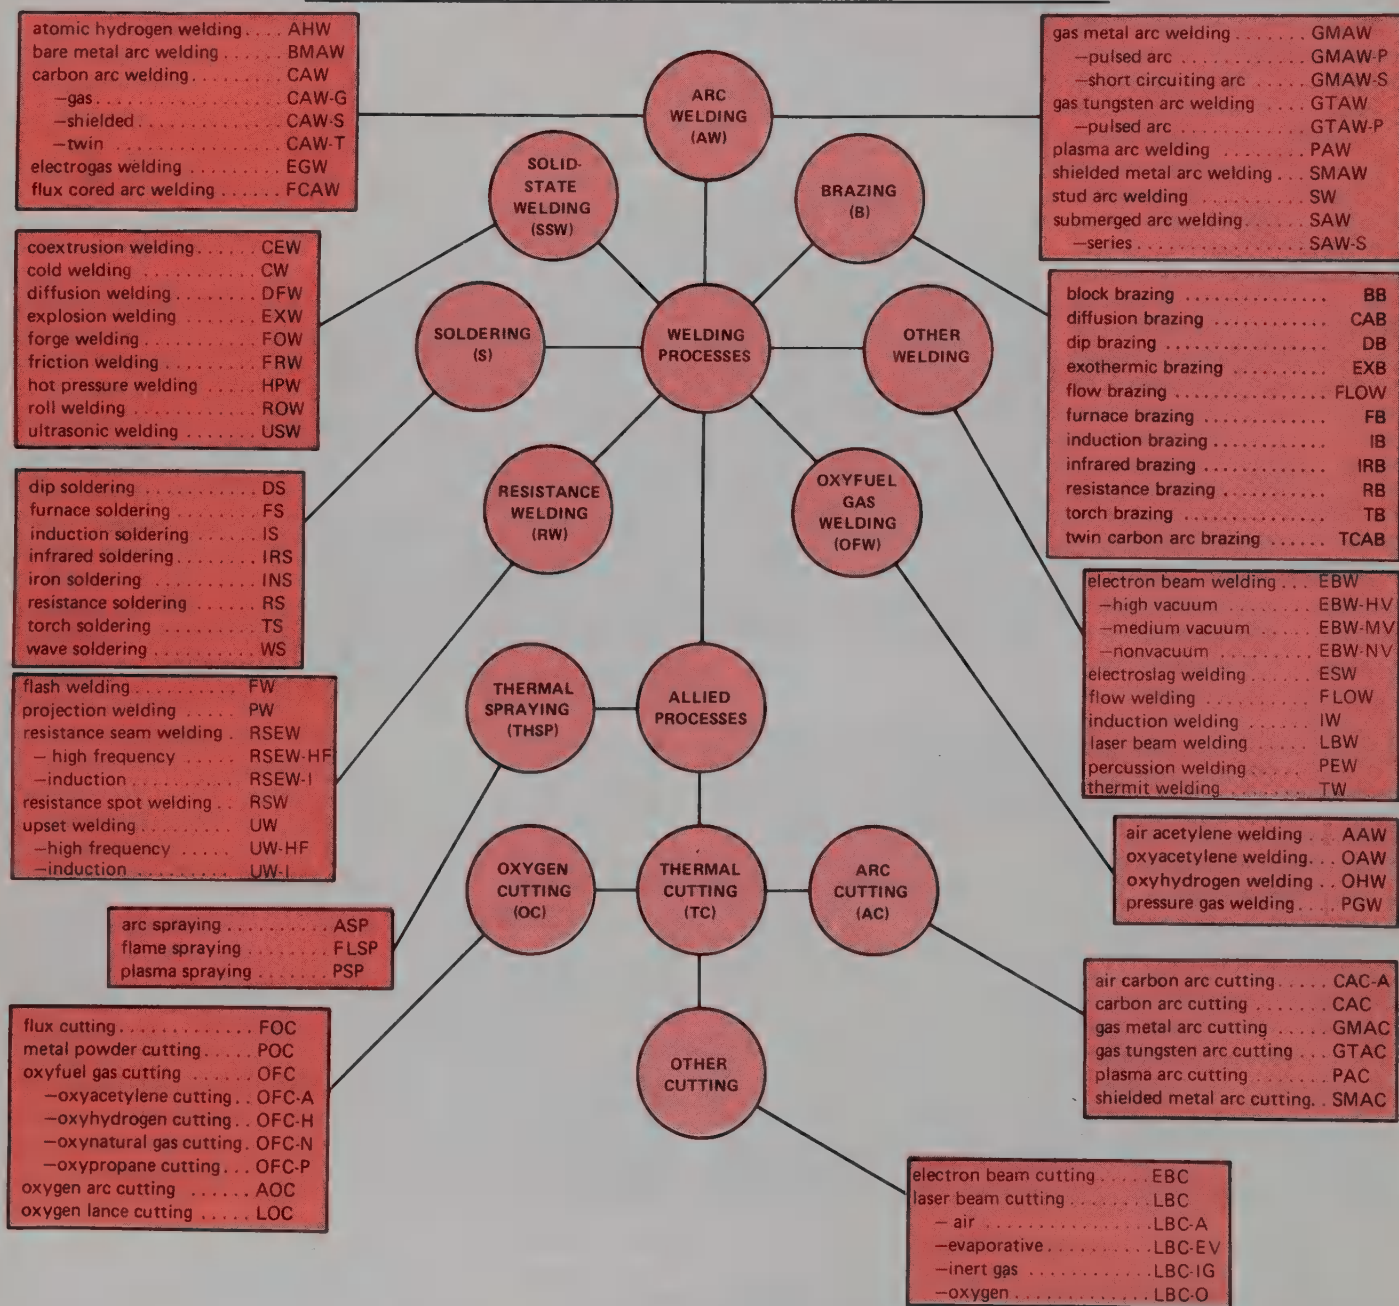 atomic hydrogen welding .... AHW
bare metal arc welding ....... BMAW
carbon arc welding ......... CAW
—gas .................. CAW-G
—shielded .............. CAW-S
—twin ................ CAW-T
electrogas welding ......... EGW
flux cored arc welding ...... FCAW
gas metal arc welding ....... GMAW
—pulsed arc ............ GMAW-P
—short circuiting arc ..... GMAW-S
gas tungsten arc welding .... GTAW
—pulsed arc ............ GTAW-P
plasma arc welding ......... PAW
shielded metal arc welding ... SMAW
stud arc welding .......... SW
submerged arc welding ...... SAW
—series ............... SAW-S
ARC
WELDING
(AW)
SOLID-
STATE
WELDING
(SSW)
BRAZING
(B)
coextrusion welding ...... CEW
cold welding ........... CW
diffusion welding ........ DFW
explosion welding ....... EXW
forge welding .......... FOW
friction welding ......... FRW
hot pressure welding ..... HPW
roll welding ........... ROW
ultrasonic welding ....... USW
SOLDERING
(S)
WELDING
PROCESSES
OTHER
WELDING
block brazing .............. BB
diffusion brazing ............ CAB
dip brazing ................ DB
exothermic brazing .......... EXB
flow brazing ............... FLOW
furnace brazing ............. FB
induction brazing ............ IB
infrared brazing ............. IRB
resistance brazing ............ RB
torch brazing ............... TB
twin carbon arc brazing ...... TCAB
dip soldering .......... DS
furnace soldering ....... FS
induction soldering ..... IS
infrared soldering ....... IRS
iron soldering ......... INS
resistance soldering ..... RS
torch soldering ........ TS
wave soldering ........ WS
RESISTANCE
WELDING
(RW)
OXYFUEL
GAS
WELDING
(OFW)
electron beam welding ... EBW
—high vacuum ........ EBW-HV
—medium vacuum ..... EBW-MV
—nonvacuum ......... EBW-NV
electroslag welding ...... ESW
flow welding .......... FLOW
induction welding ....... IW
laser beam welding ...... LBW
percussion welding ..... PEW
thermit welding ........ TW
flash welding .......... FW
projection welding ...... PW
resistance seam welding .. RSEW
— high frequency ..... RSEW-HF
—induction .......... RSEW-I
resistance spot welding .. RSW
upset welding ......... UW
—high frequency ..... UW-HF
—induction .......... UW-I
THERMAL
SPRAYING
(THSP)
ALLIED
PROCESSES
air acetylene welding .. AAW
oxyacetylene welding ... OAW
oxyhydrogen welding .. OHW
pressure gas welding .... PGW
OXYGEN
CUTTING
(OC)
THERMAL
CUTTING
(TC)
ARC
CUTTING
(AC)
arc spraying .......... ASP
flame spraying ....... FLSP
plasma spraying ....... PSP
air carbon arc cutting ..... CAC-A
carbon arc cutting ....... CAC
gas metal arc cutting ..... GMAC
gas tungsten arc cutting ... GTAC
plasma arc cutting ....... PAC
shielded metal arc cutting.. SMAC
flux cutting ............. FOC
metal powder cutting ..... POC
oxyfuel gas cutting ...... OFC
—oxyacetylene cutting .. OFC-A
—oxyhydrogen cutting .. OFC-H
—oxynatural gas cutting . OFC-N
—oxypropane cutting ... OFC-P
oxygen arc cutting ...... AOC
oxygen lance cutting ..... LOC
OTHER
CUTTING
electron beam cutting ..... EBC
laser beam cutting ....... LBC
— air ............... LBC-A
—evaporative .......... LBC-EV
—inert gas ........... LBC-IG
—oxygen ............ LBC-O